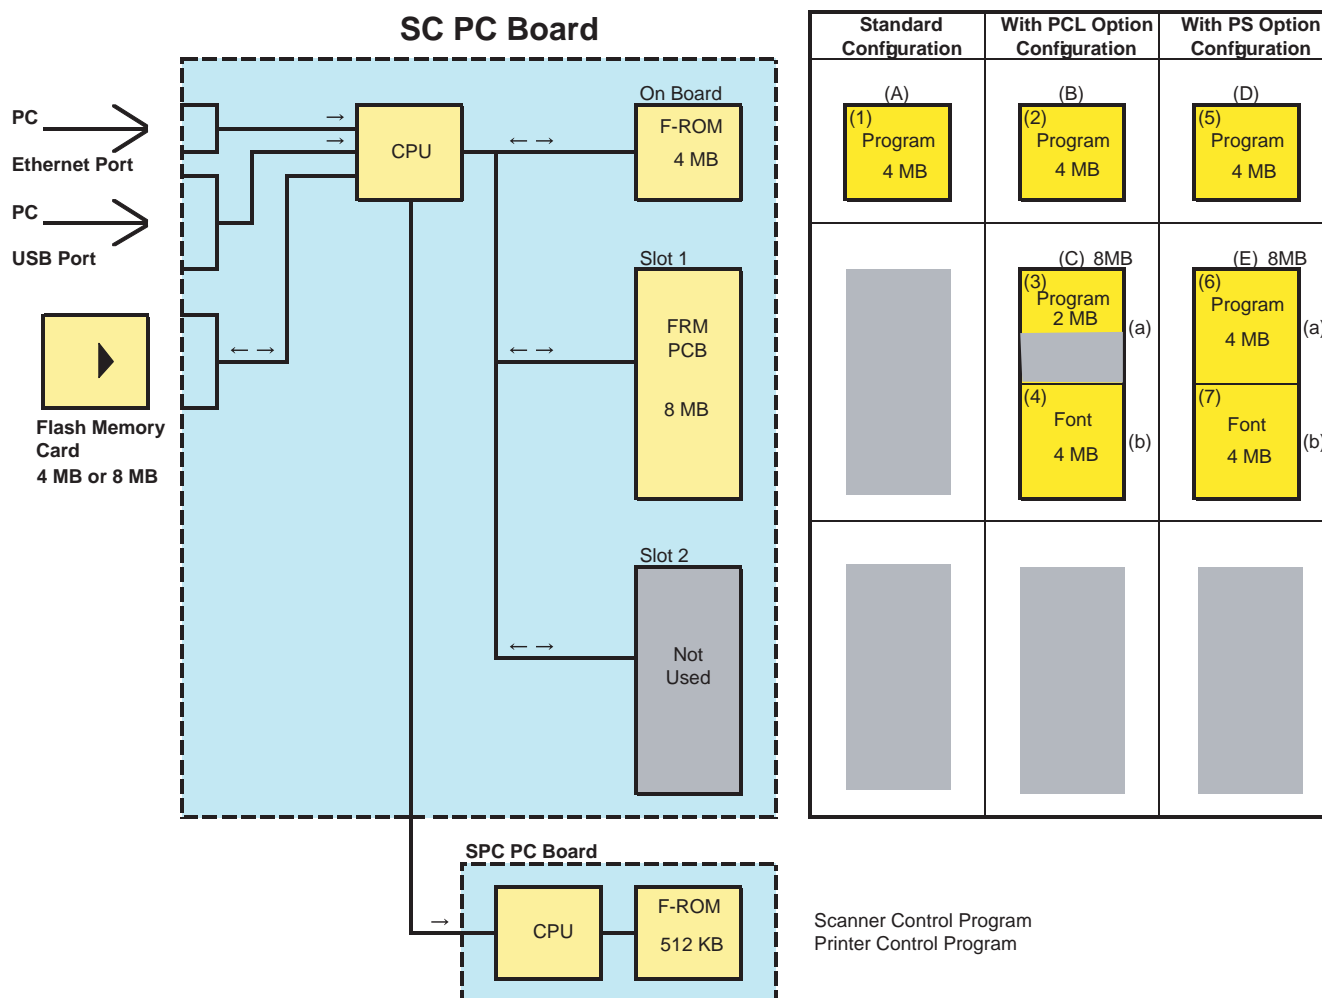 SC PC Board
PC
Ethernet Port
PC
USB Port
Flash Memory
Card
4 MB or 8 MB
CPU
On Board
F-ROM
4 MB
Slot 1
FRM
PCB
8 MB
Slot 2
Not
Used
SPC PC Board
CPU
F-ROM
512 KB
Standard
Configuration
With PCL Option
Configuration
With PS Option
Configuration
(A)
(1)
Program
4 MB
(B)
(2)
Program
4 MB
(D)
(5)
Program
4 MB
(C) 8MB
(3)
Program
2 MB
(a)
(4)
Font
4 MB
(b)
(E) 8MB
(6)
Program
4 MB
(a)
(7)
Font
4 MB
(b)
Scanner Control Program
Printer Control Program